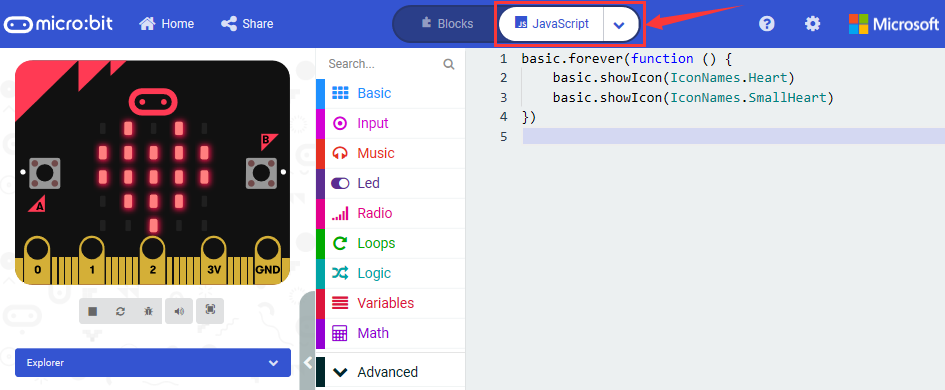 micro:bit Home Share Blocks JS JavaScript ? Microsoft
B
A
0 1 2 3V GND
Explorer
Search...
Basic
Input
Music
Led
Radio
Loops
Logic
Variables
Math
Advanced
1 basic.forever(function () {
2     basic.showIcon(IconNames.Heart)
3     basic.showIcon(IconNames.SmallHeart)
4 })
5